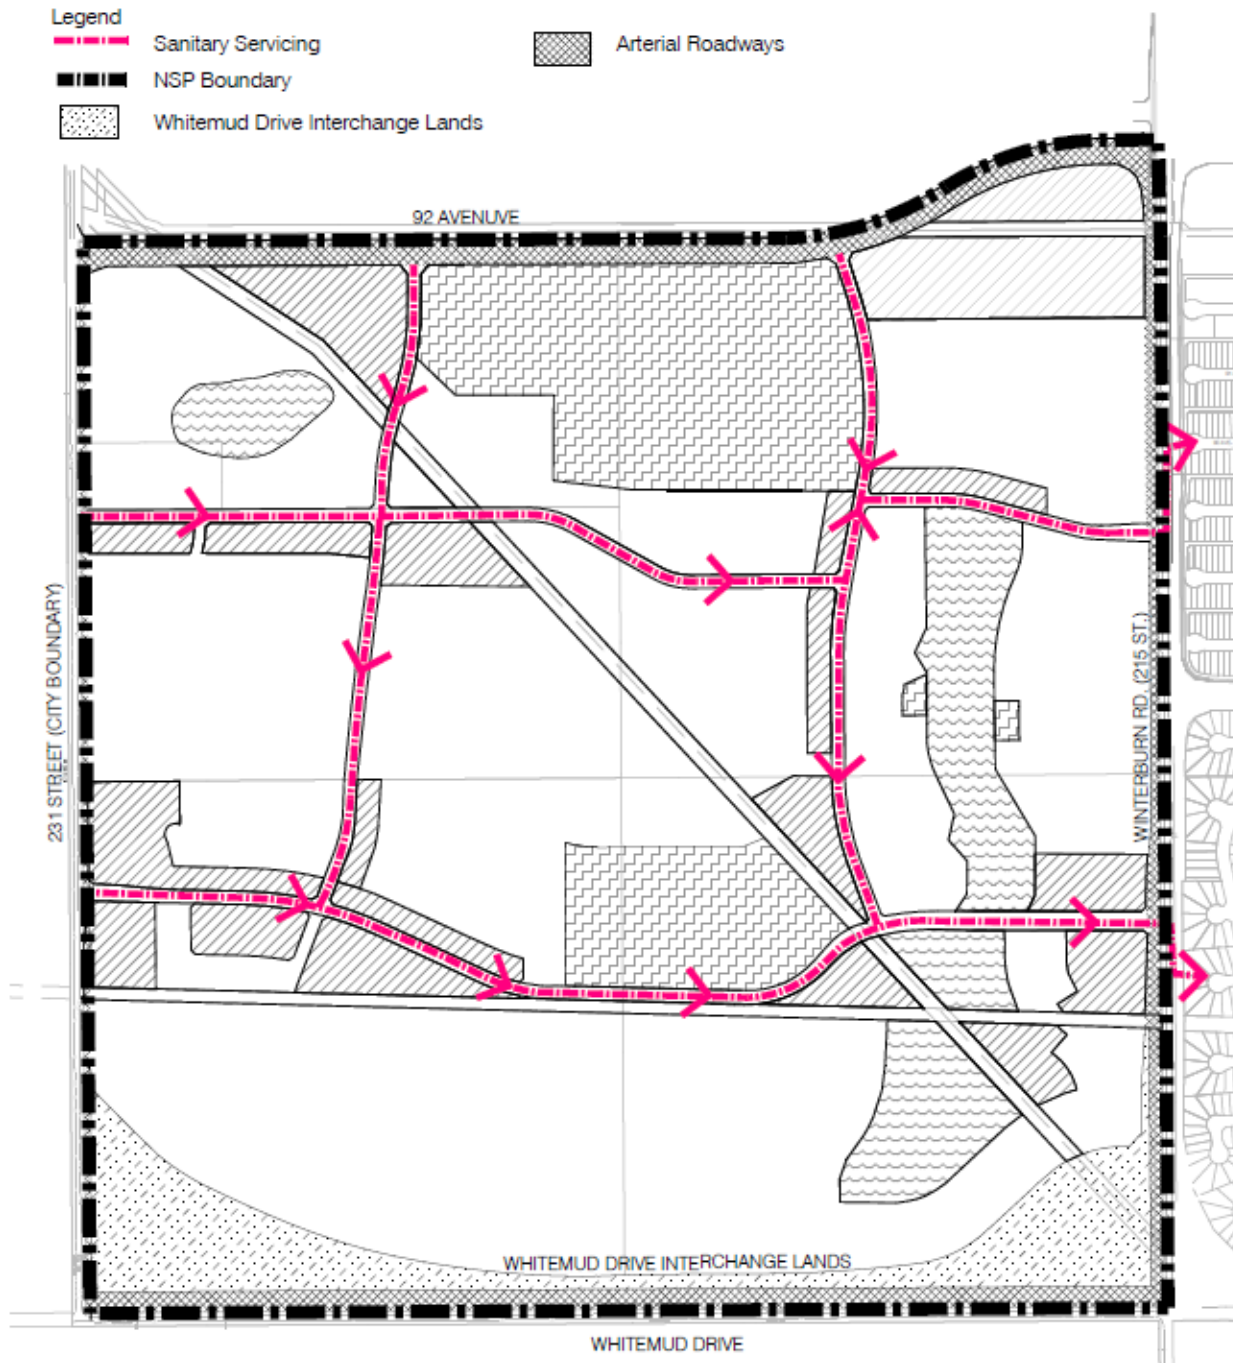 Legend
Sanitary Servicing
Arterial Roadways
NSP Boundary
Whitemud Drive Interchange Lands
92 AVENUVE
231 STREET (CITY BOUNDARY)
WINTERBURN RD. (215 ST.)
WHITEMUD DRIVE INTERCHANGE LANDS
WHITEMUD DRIVE